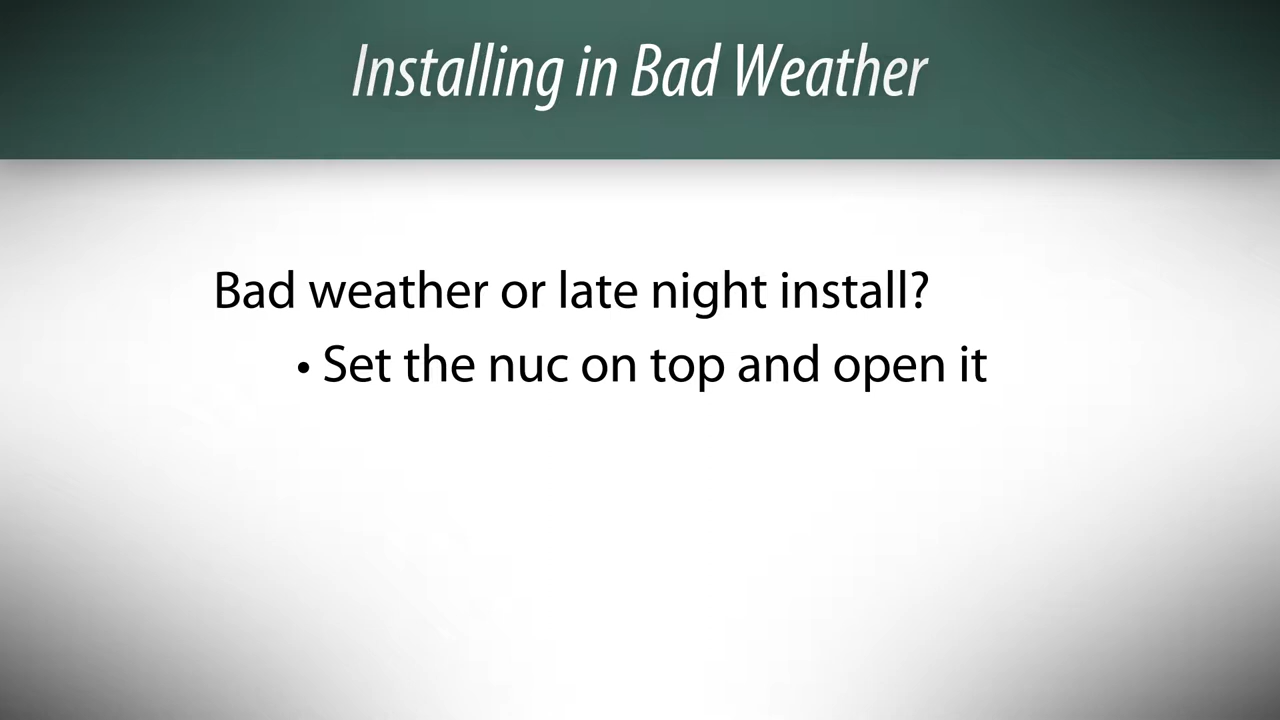 Installing in Bad Weather
Bad weather or late night install?
• Set the nuc on top and open it